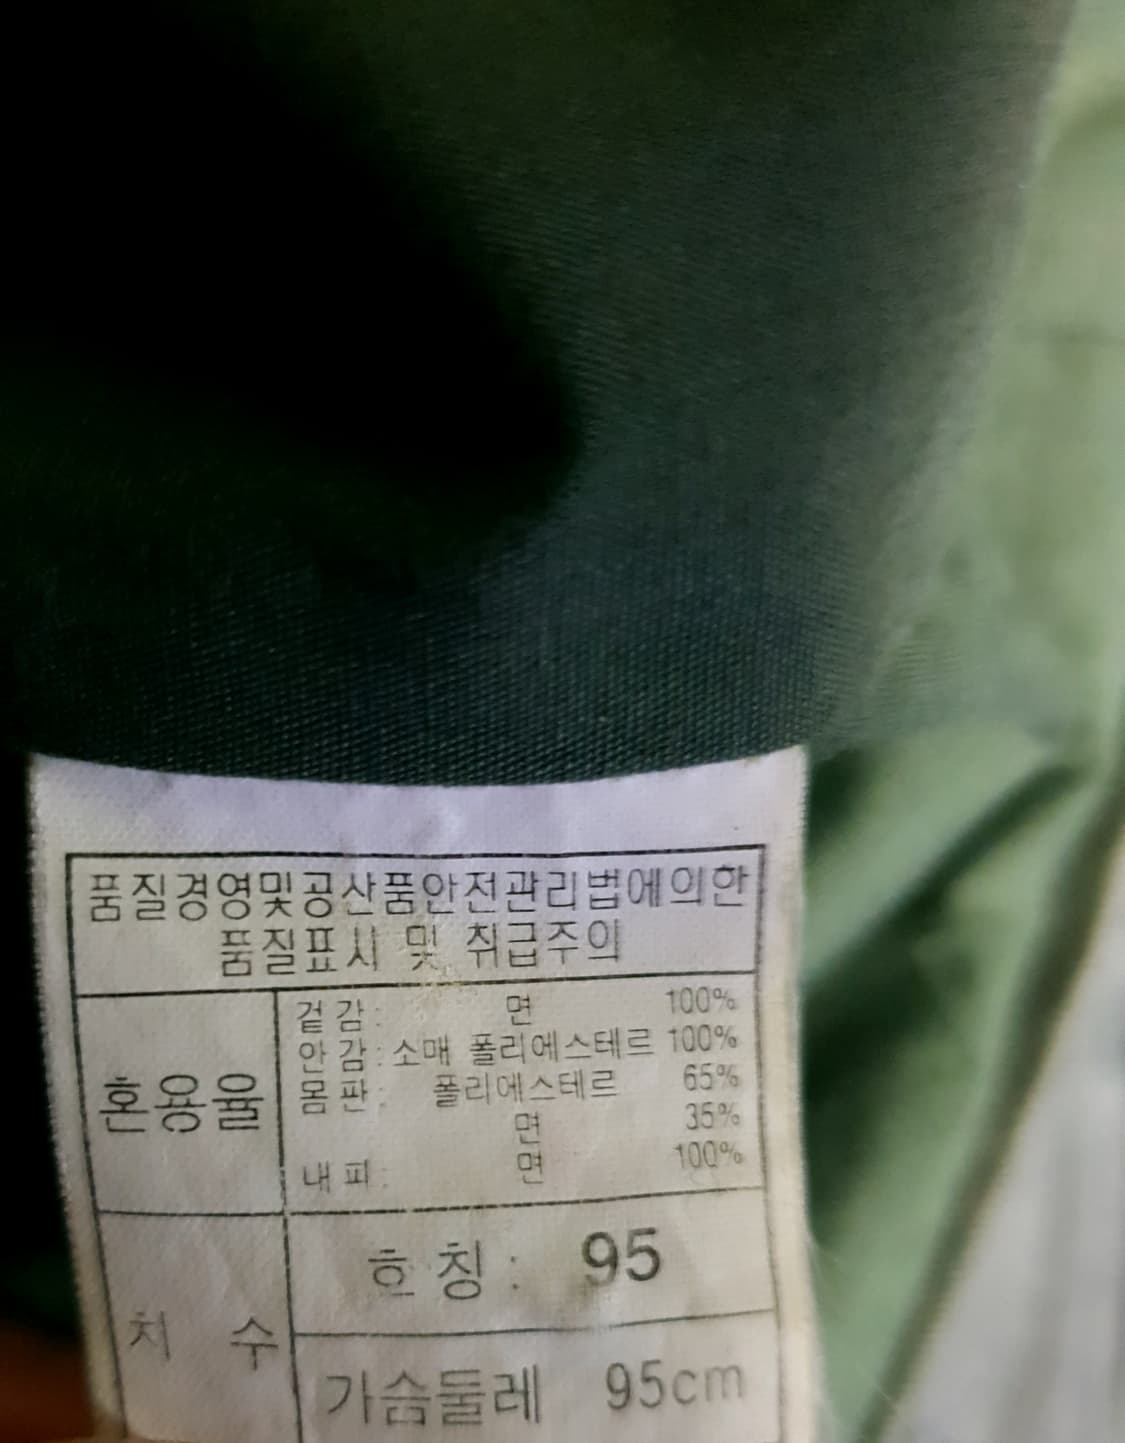 품질경영및공산품안전관리법에의한
품질표시 및 취급주의
혼용율
겉 감 : 면 100%
안 감 : 소매 폴리에스테르 100%
몸 판 : 폴리에스테르 65%
면 35%
내 피 : 면 100%
치 수
호 칭 : 95
가슴둘레 95cm